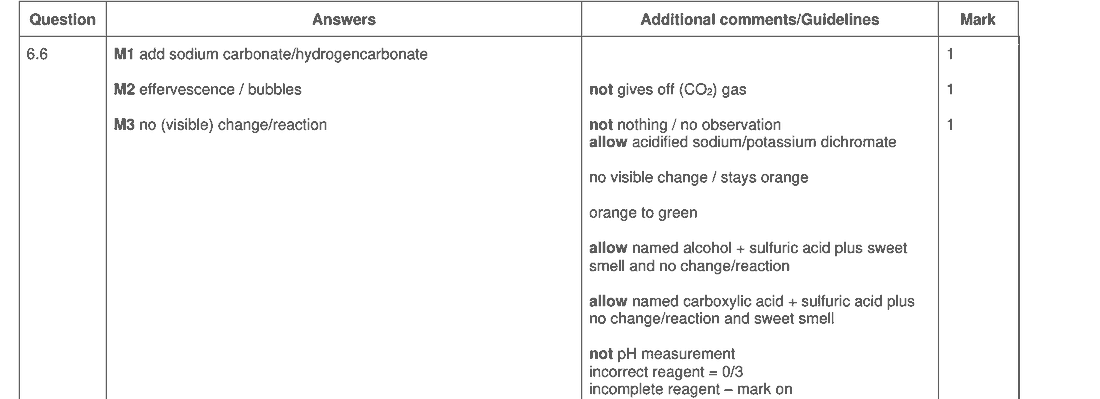 Question Answers Additional comments/Guidelines Mark
6.6 M1 add sodium carbonate/hydrogencarbonate 1
M2 effervescence / bubbles not gives off (CO₂) gas 1
M3 no (visible) change/reaction not nothing / no observation 1
allow acidified sodium/potassium dichromate
no visible change / stays orange
orange to green
allow named alcohol + sulfuric acid plus sweet
smell and no change/reaction
allow named carboxylic acid + sulfuric acid plus
no change/reaction and sweet smell
not pH measurement
incorrect reagent = 0/3
incomplete reagent – mark on